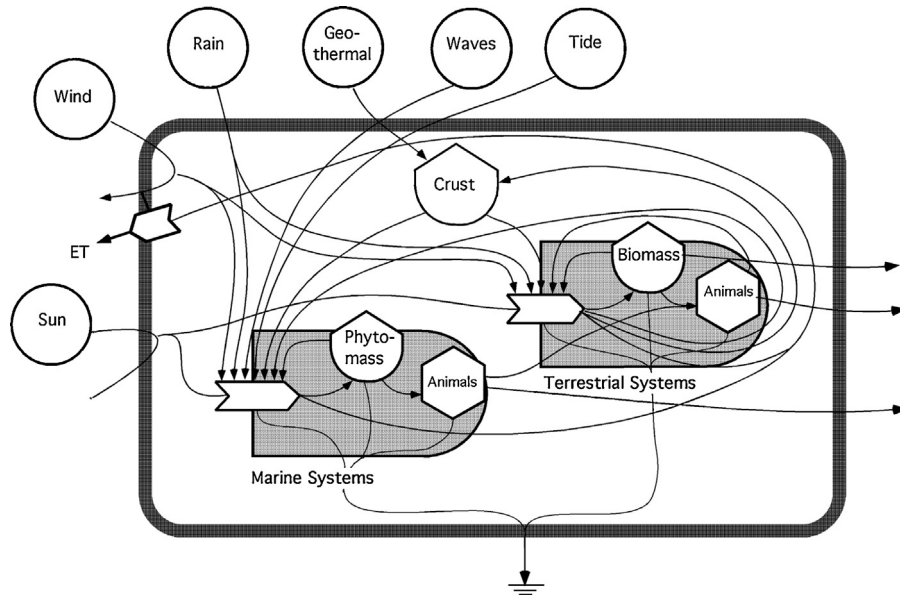 Rain
Geo-
thermal
Waves
Tide
Wind
Crust
ET
Biomass
Animals
Sun
Phyto-
mass
Animals
Terrestrial Systems
Marine Systems